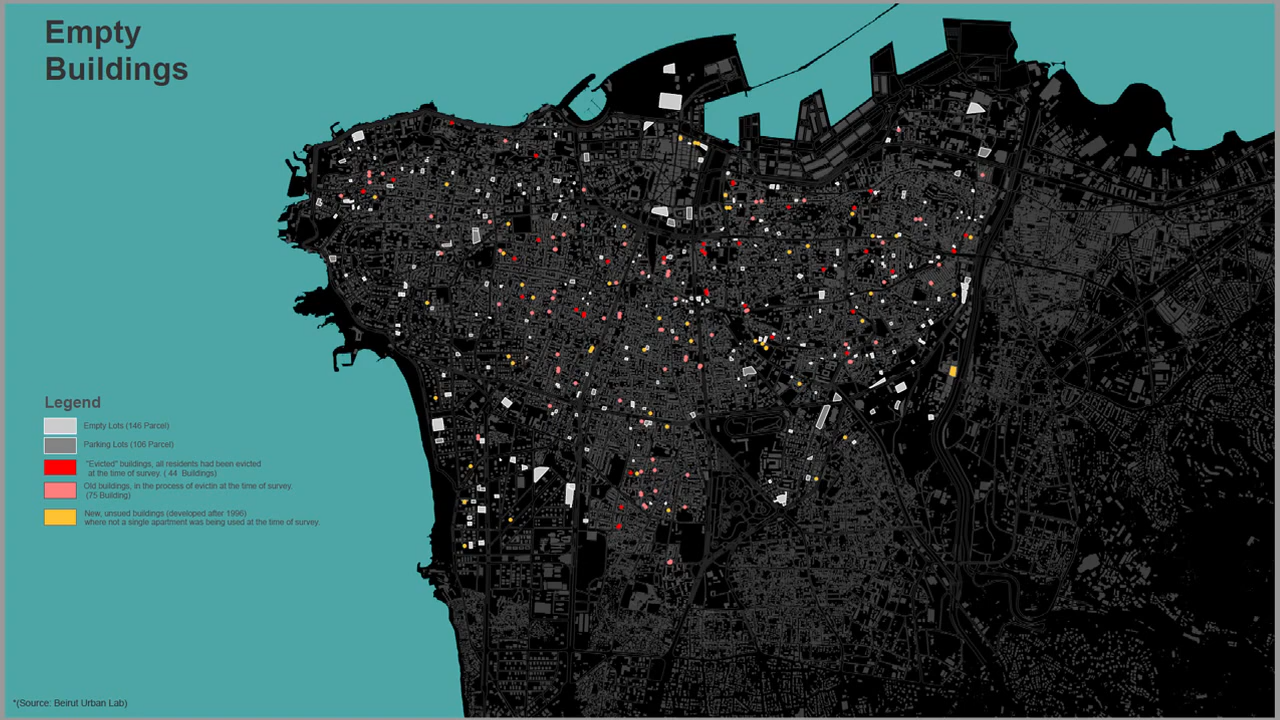 Empty
Buildings
Legend
Empty Lots (146 Parcel)
Parking Lots (106 Parcel)
"Evicted" buildings, all residents had been evicted
at the time of survey. ( 44 Buildings)
Old buildings, in the process of evictin at the time of survey.
(75 Building)
New, unsued buildings (developed after 1996)
where not a single apartment was being used at the time of survey.
*(Source: Beirut Urban Lab)